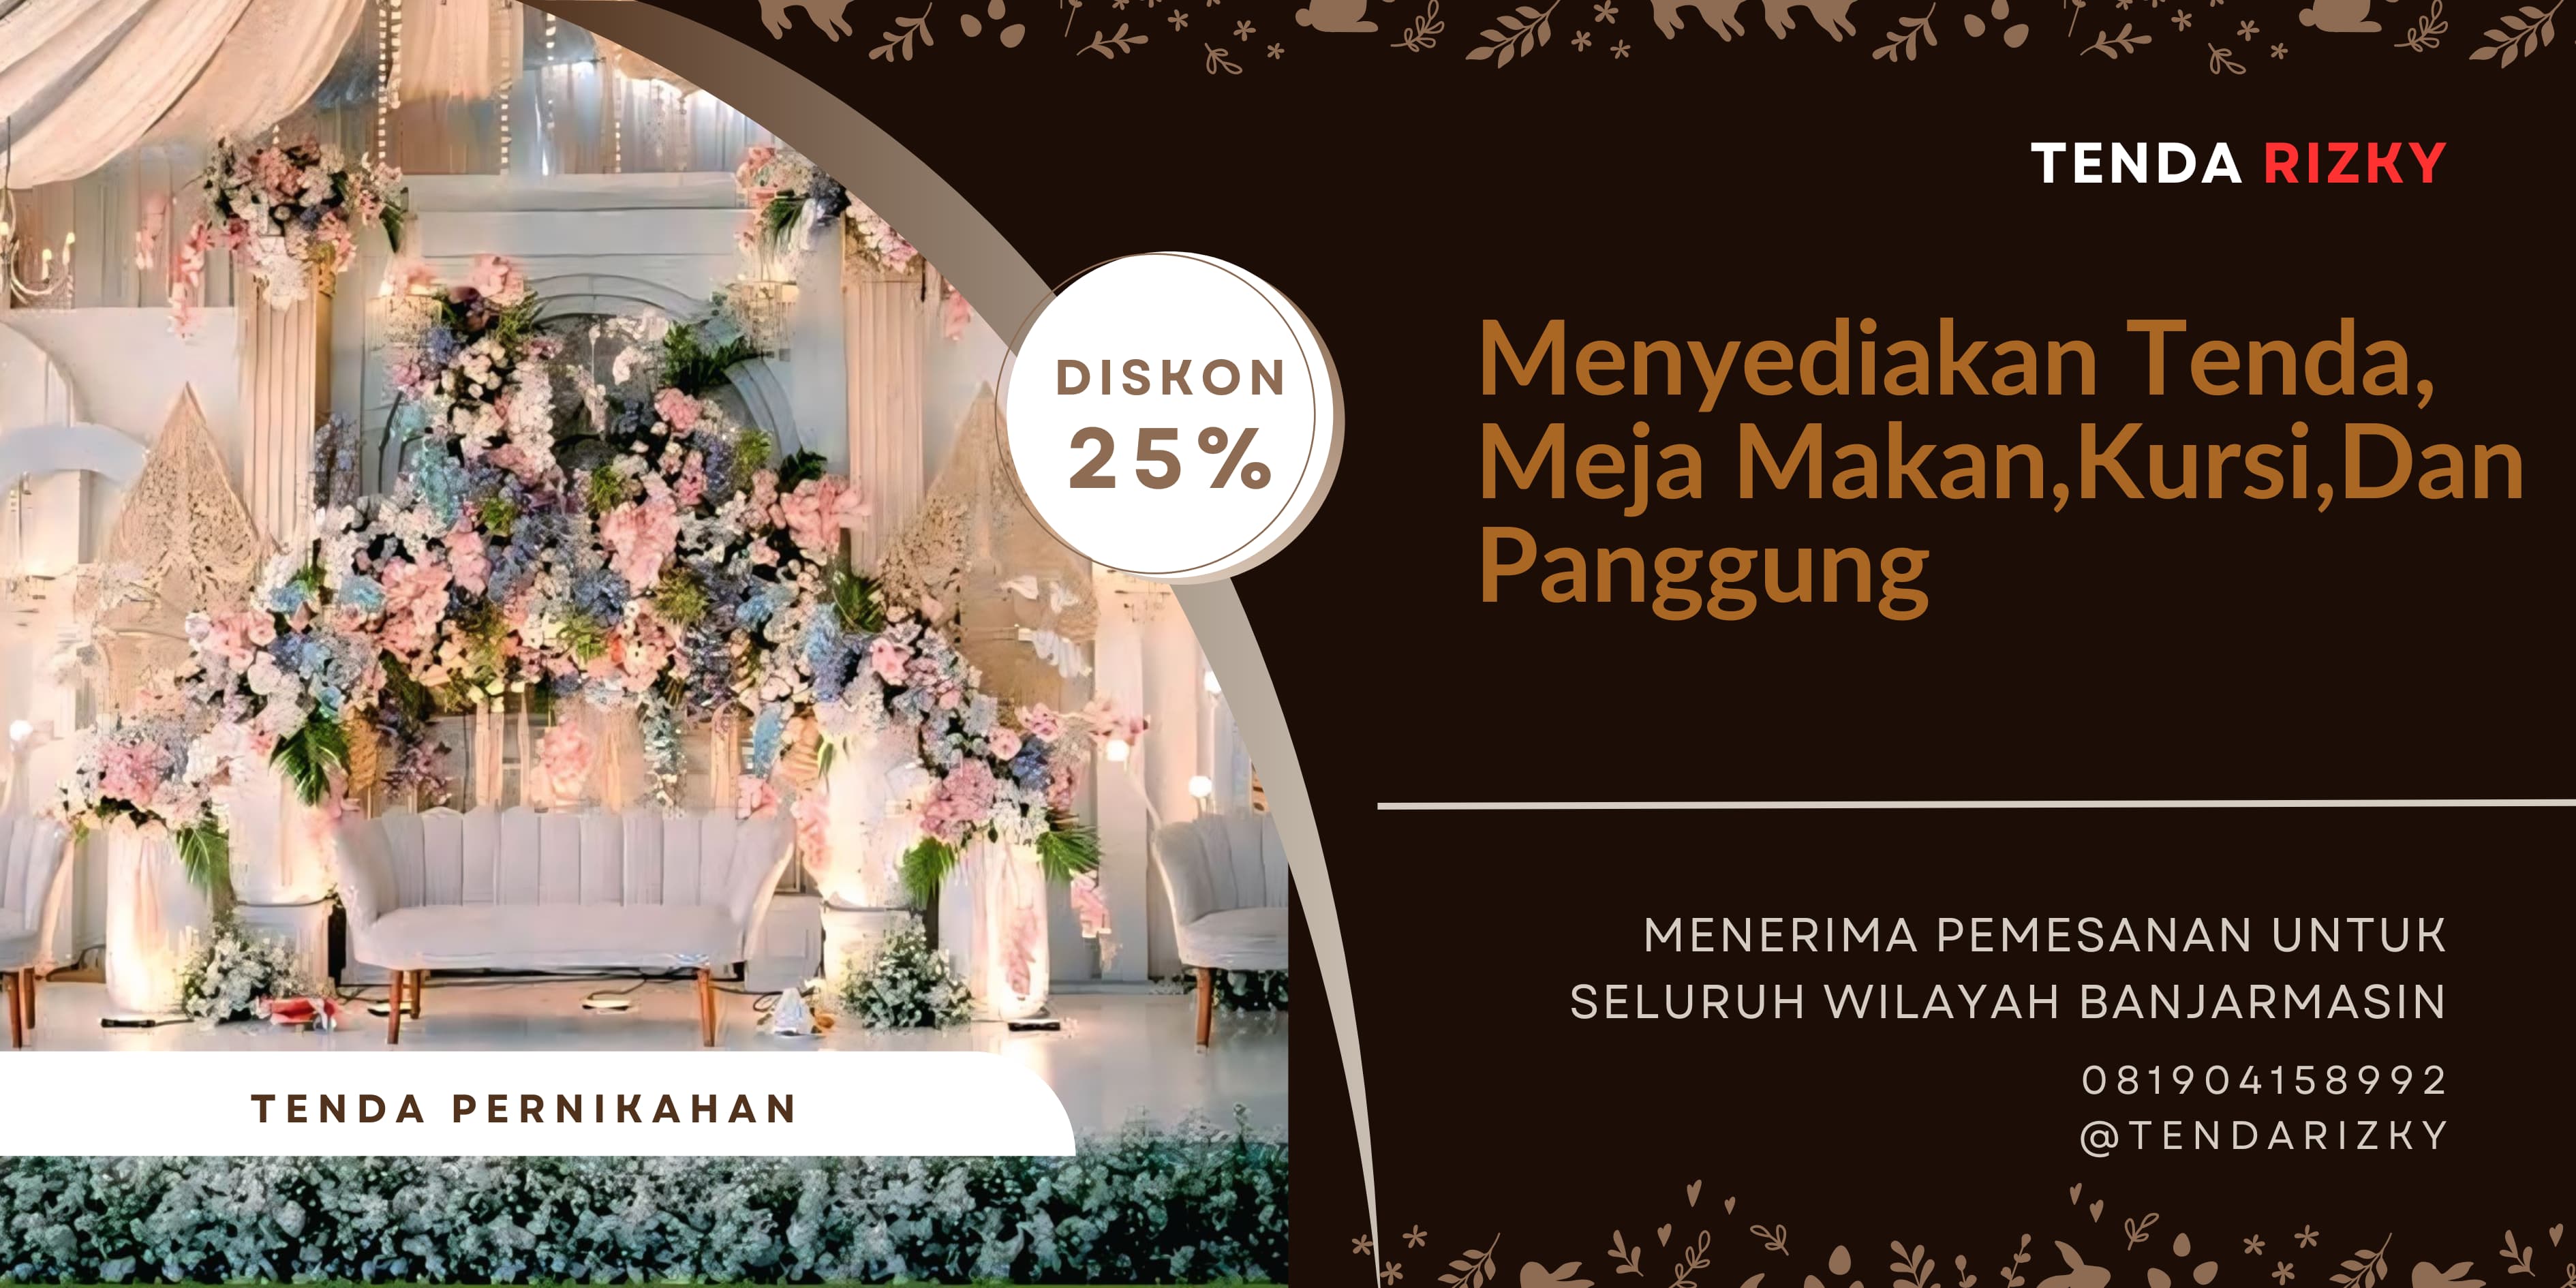 TENDA RIZKY
DISKON
25%
Menyediakan Tenda,
Meja Makan,Kursi,Dan
Panggung
MENERIMA PEMESANAN UNTUK
SELURUH WILAYAH BANJARMASIN
081904158992
@TENDARIZKY
TENDA PERNIKAHAN